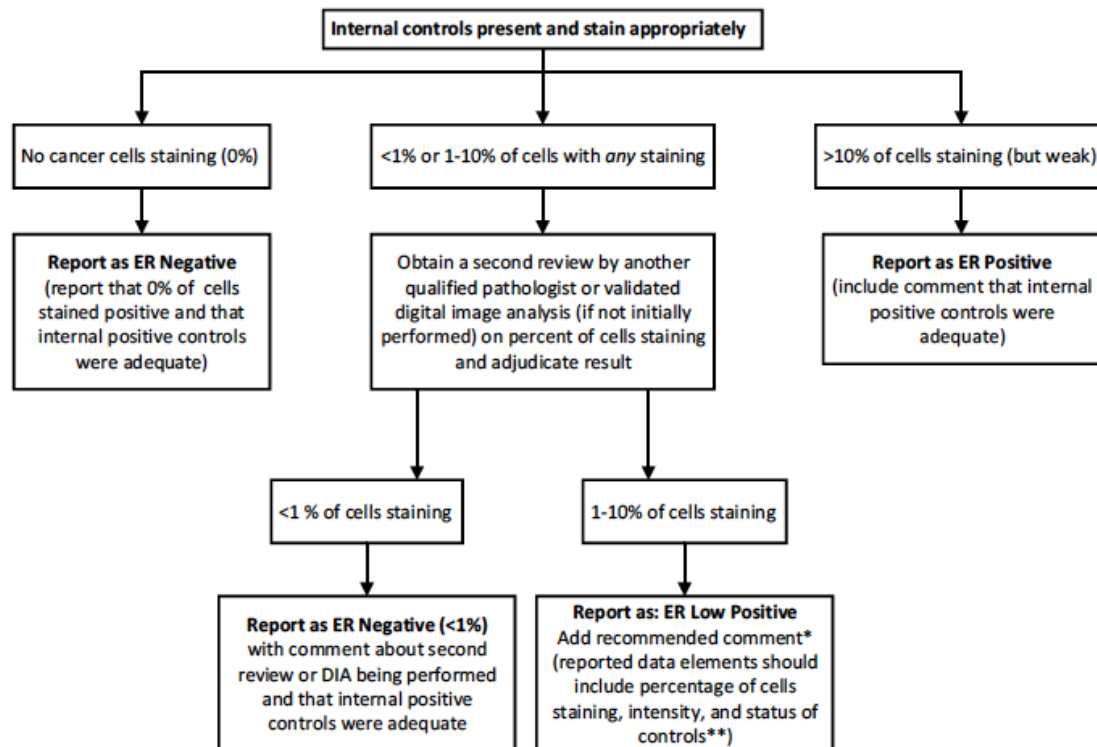 Internal controls present and stain appropriately
No cancer cells staining (0%)
<1% or 1-10% of cells with any staining
>10% of cells staining (but weak)
Report as ER Negative
(report that 0% of cells
stained positive and that
internal positive controls
were adequate)
Obtain a second review by another
qualified pathologist or validated
digital image analysis (if not initially
performed) on percent of cells staining
and adjudicate result
Report as ER Positive
(include comment that internal
positive controls were
adequate)
<1 % of cells staining
1-10% of cells staining
Report as ER Negative (<1%)
with comment about second
review or DIA being performed
and that internal positive
controls were adequate
Report as: ER Low Positive
Add recommended comment*
(reported data elements should
include percentage of cells
staining, intensity, and status of
controls**)